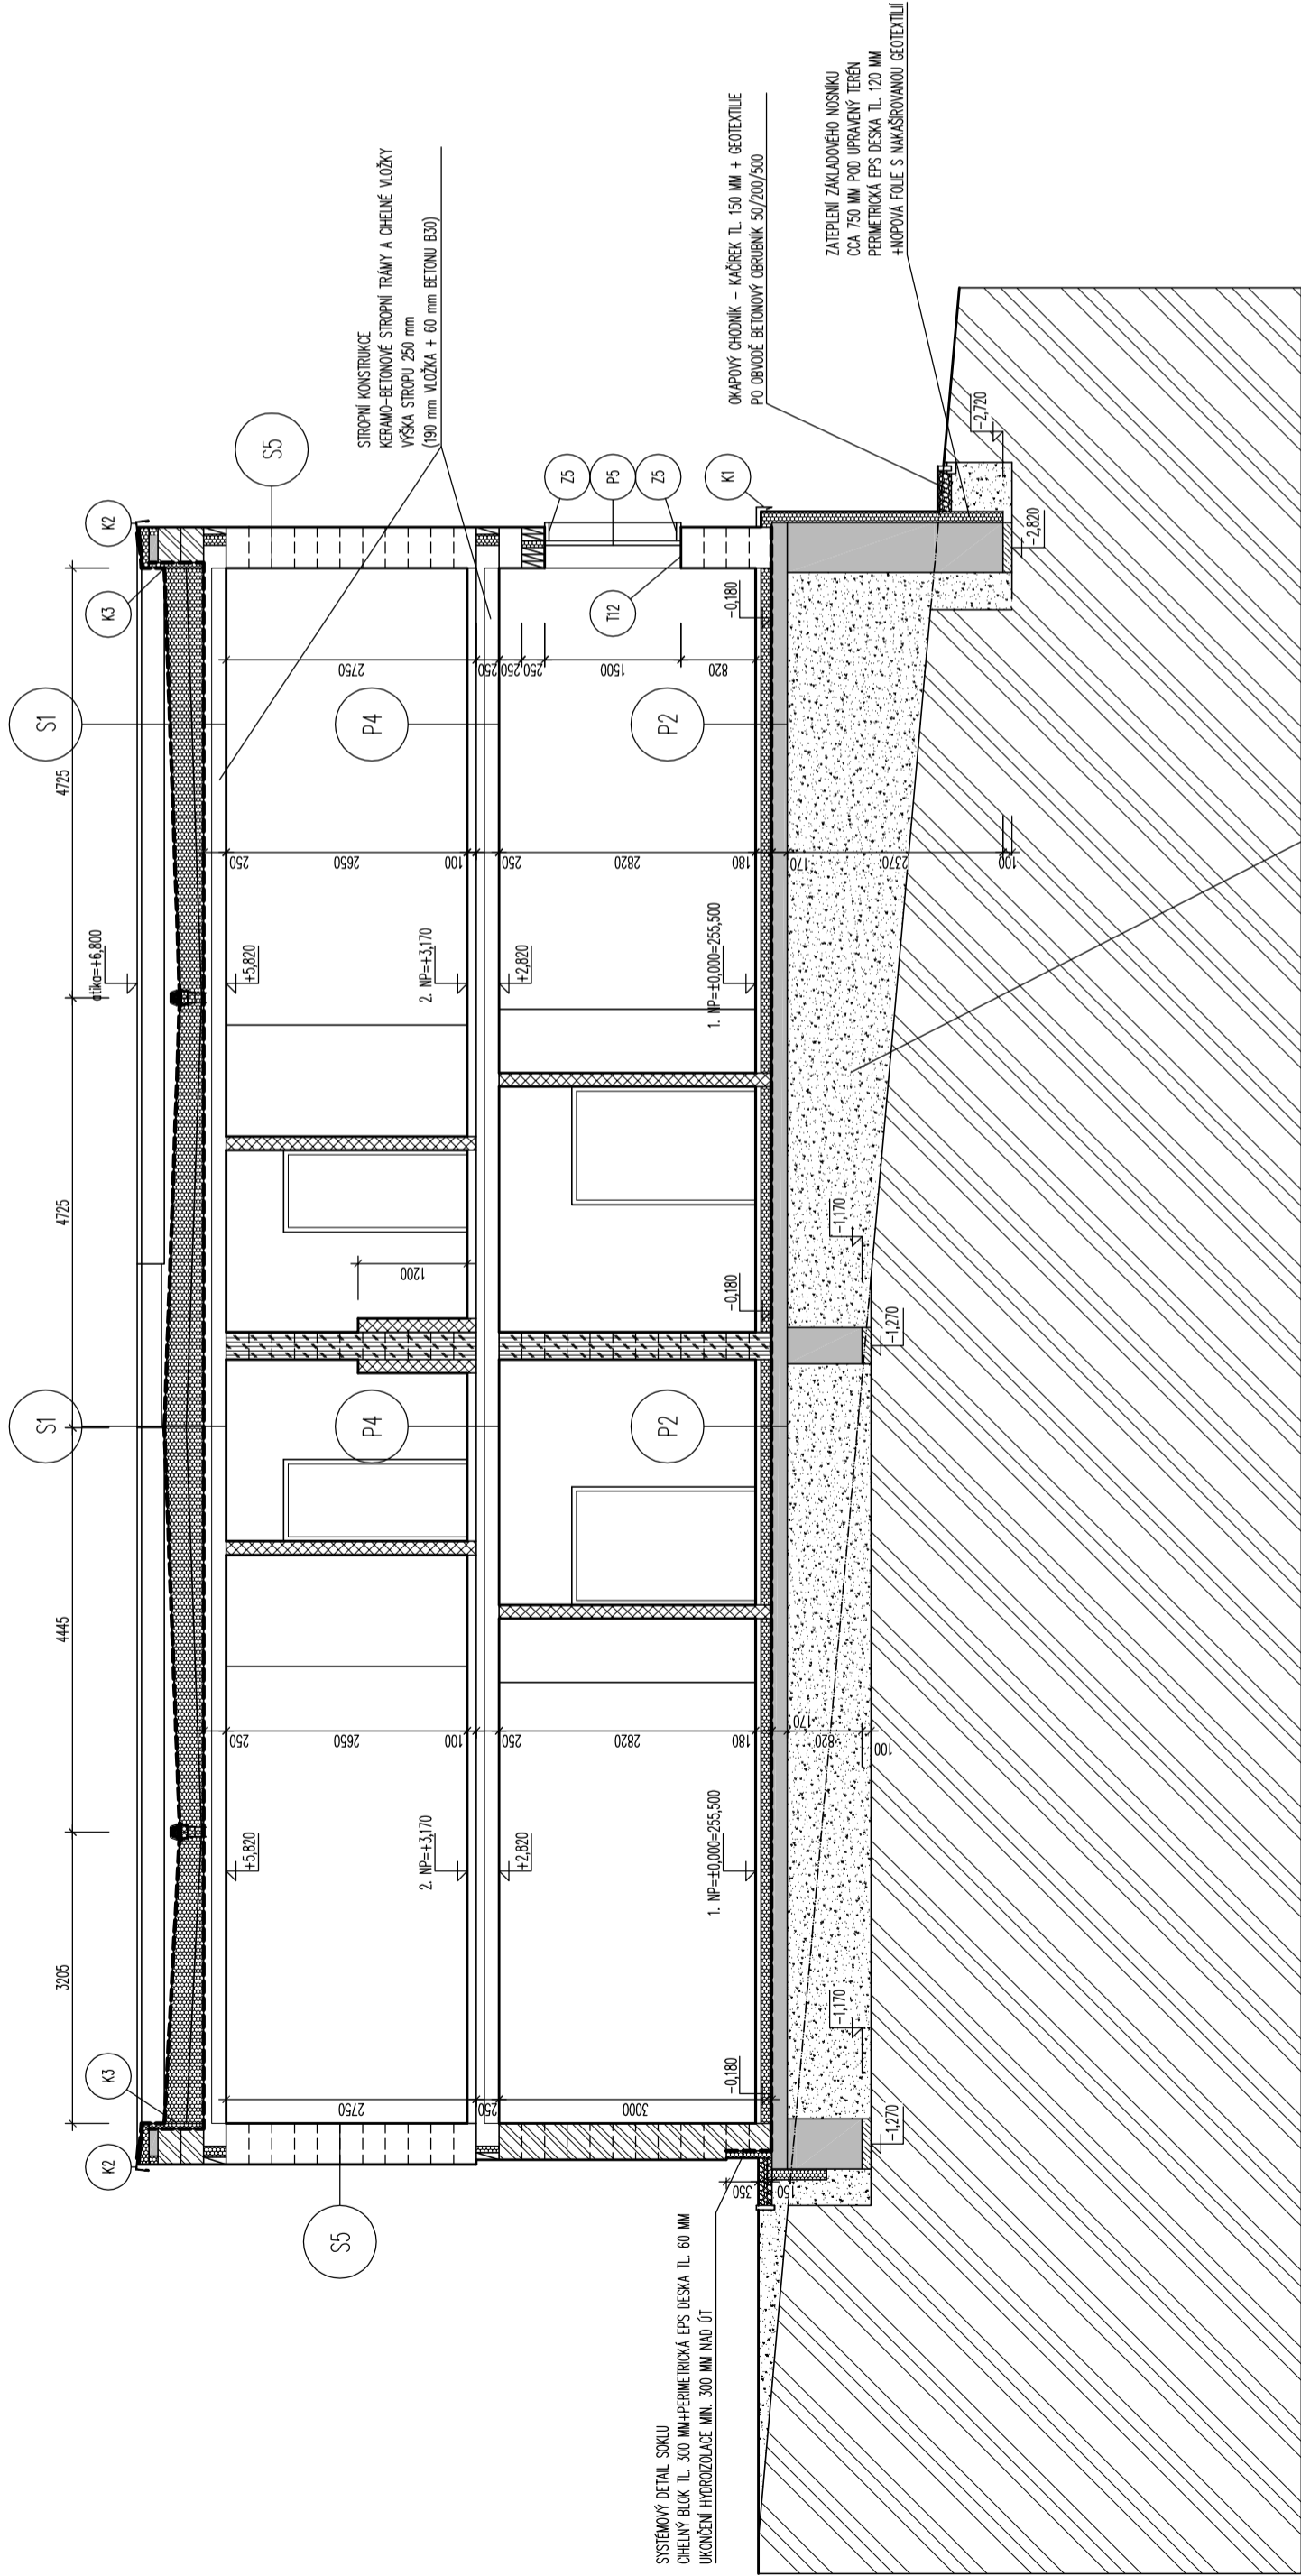 S1
S1
4725
4725
4445
3205
K2
K3
K3
K2
atika=+6,800
S5
S5
STROPNÍ KONSTRUKCE
KERAMO-BETONOVÉ STROPNÍ TRÁMY A CIHELNÉ VLOŽKY
VÝŠKA STROPU 250 mm
(190 mm VLOŽKA + 60 mm BETONU B30)
+5,820
+5,820
2. NP=+3,170
2. NP=+3,170
+2,820
+2,820
1. NP=±0,000=255,500
1. NP=±0,000=255,500
P4
P4
P2
P2
2750
250
250
250
1500
820
250
2650
100
250
2820
180
170
2370
100
1200
250
2650
100
250
2820
180
170
820
100
2750
250
3000
350
150
Z5
P5
Z5
T12
K1
-0,180
-0,180
-0,180
-1,170
-1,270
-1,170
-1,270
-2,720
-2,820
OKAPOVÝ CHODNÍK - KAČÍREK TL. 150 MM + GEOTEXTILIE
PO OBVODĚ BETONOVÝ OBRUBNÍK 50/200/500
ZATEPLENÍ ZÁKLADOVÉHO NOSNÍKU
CCA 750 MM POD UPRAVENÝ TERÉN
PERIMETRICKÁ EPS DESKA TL. 120 MM
+NOPOVÁ FOLIE S NAKAŠÍROVANOU GEOTEXTÍLIÍ
SYSTÉMOVÝ DETAIL SOKLU
CIHELNÝ BLOK TL. 300 MM+PERIMETRICKÁ EPS DESKA TL. 60 MM
UKONČENÍ HYDROIZOLACE MIN. 300 MM NAD ÚT